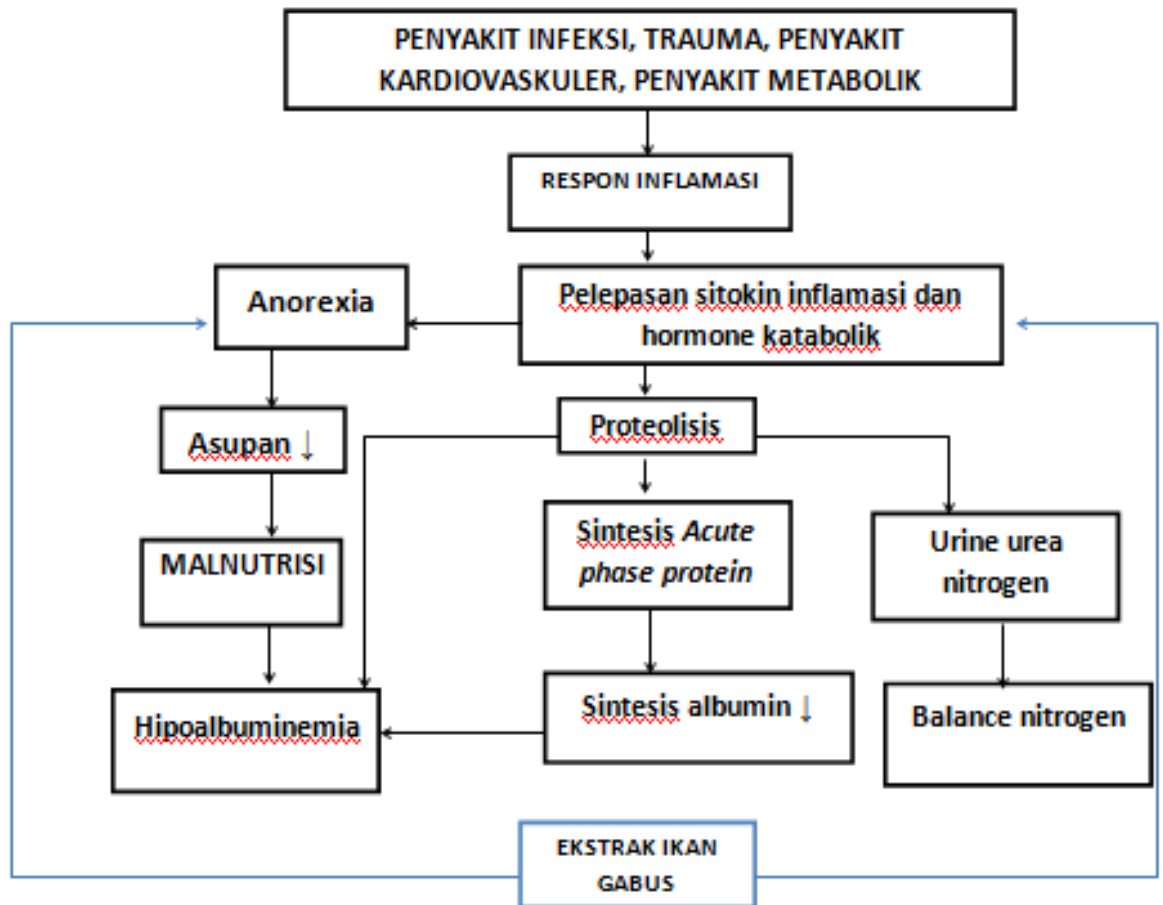 PENYAKIT INFEKSI, TRAUMA, PENYAKIT
KARDIOVASKULER, PENYAKIT METABOLIK
RESPON INFLAMASI
Anorexia
Pelepasan sitokin inflamasi dan
hormone katabolik
Asupan ↓
Proteolisis
MALNUTRISI
Sintesis Acute
phase protein
Urine urea
nitrogen
Hipoalbuminemia
Sintesis albumin ↓
Balance nitrogen
EKSTRAK IKAN
GABUS